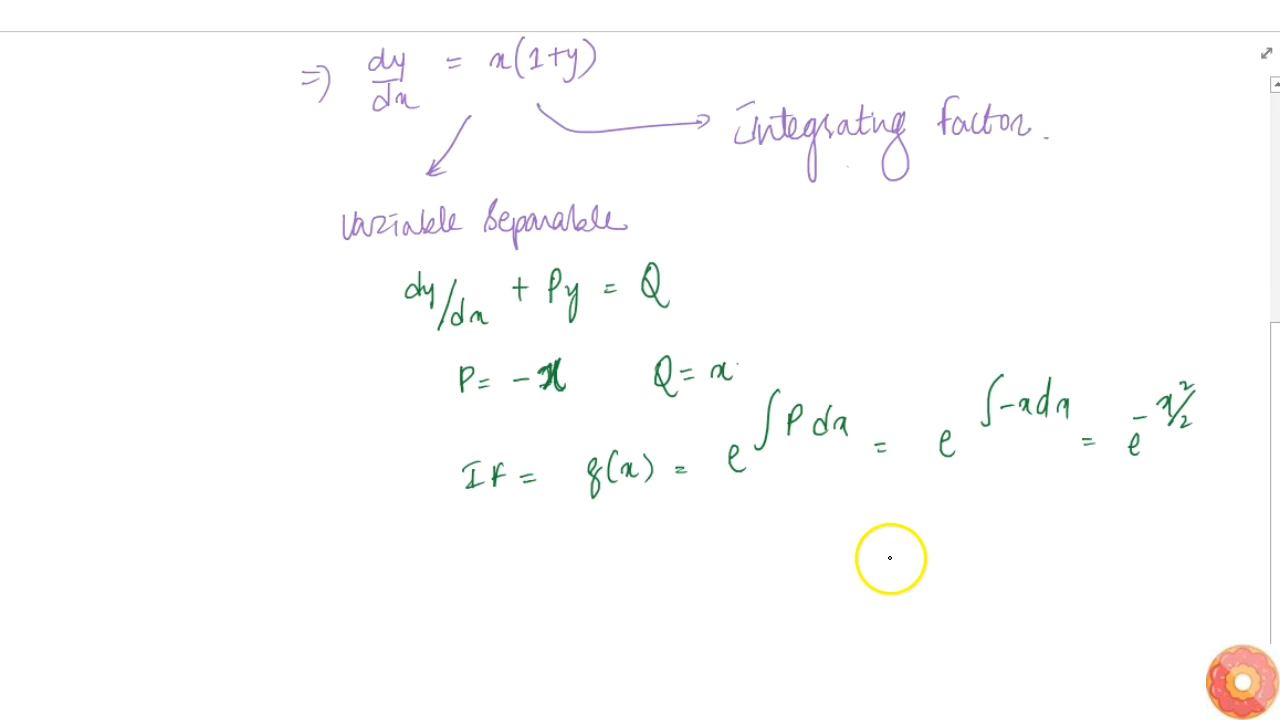 ⇒ dy/dx = x(1+y)
Integrating factor.
Variable Separable
dy/dx + Py = Q
P = -x Q = x
IF = g(x) = e^∫P dx = e^∫-x dx = e^-x²/2